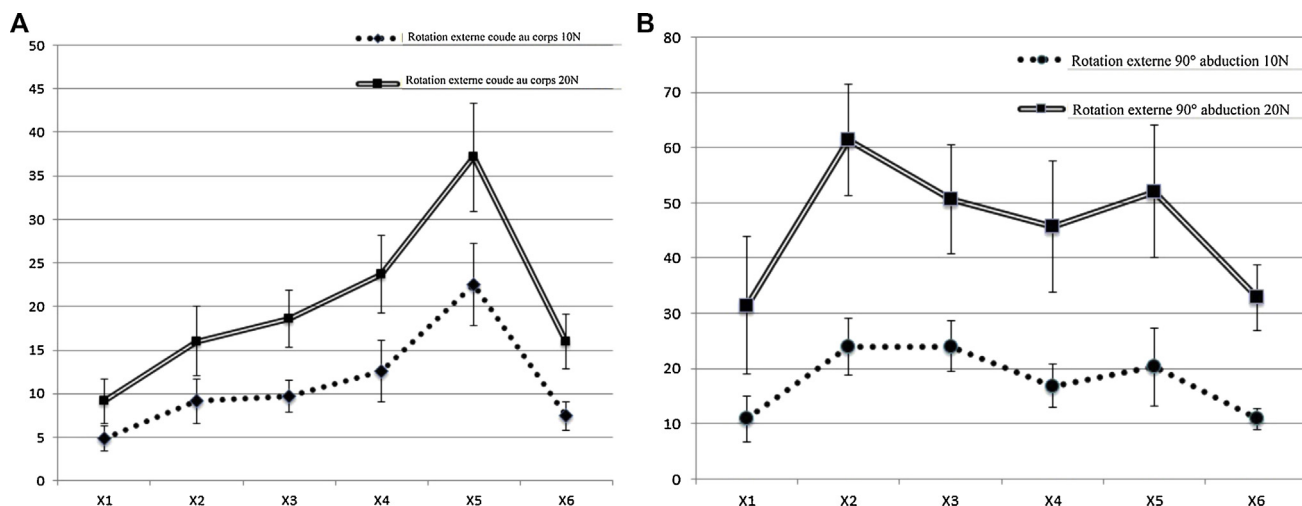 A
Rotation externe coude au corps 10N
Rotation externe coude au corps 20N
50
45
40
35
30
25
20
15
10
5
0
X1 X2 X3 X4 X5 X6
B
Rotation externe 90° abduction 10N
Rotation externe 90° abduction 20N
80
70
60
50
40
30
20
10
0
X1 X2 X3 X4 X5 X6